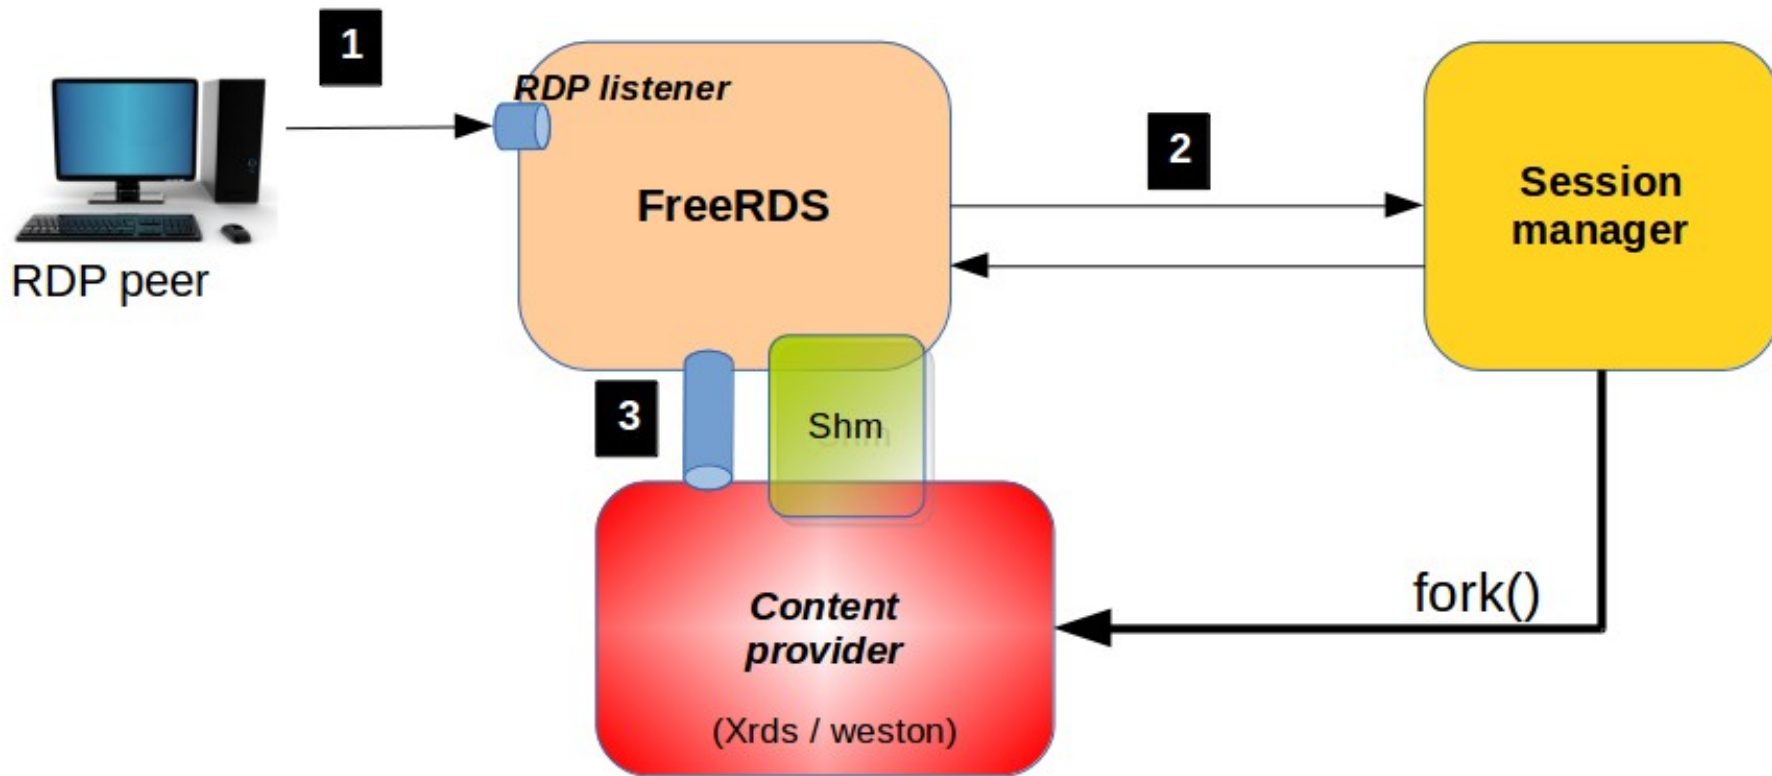 1
RDP listener
RDP peer
FreeRDS
2
Session
manager
3
Shm
fork()
Content
provider
(Xrds / weston)